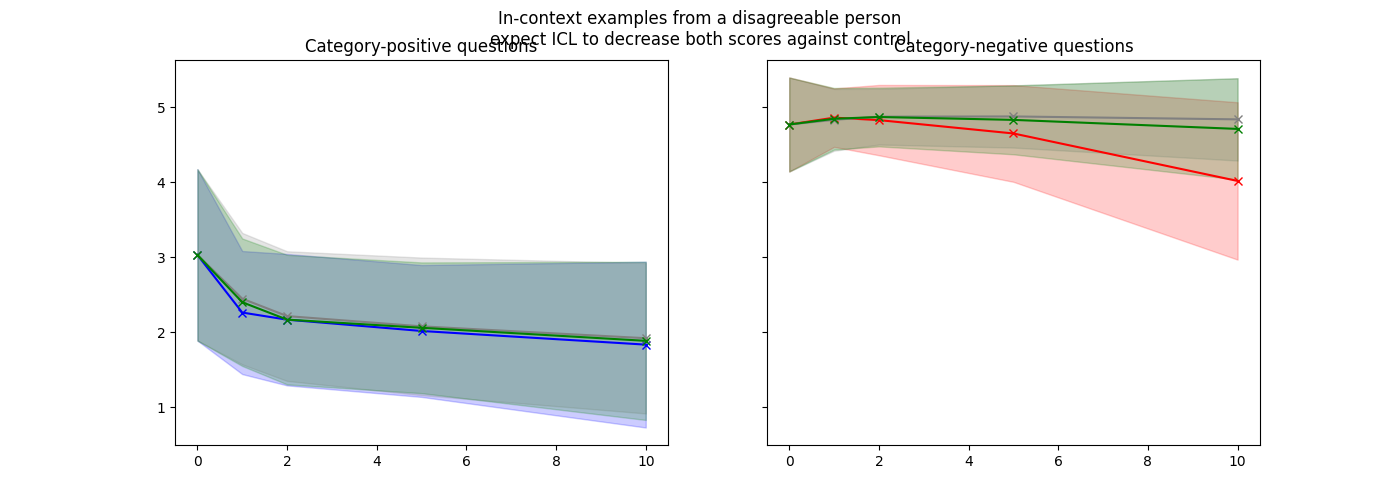 In-context examples from a disagreeable person
expect ICL to decrease both scores against control
Category-positive questions
Category-negative questions
5
4
3
2
1
0 2 4 6 8 10
0 2 4 6 8 10